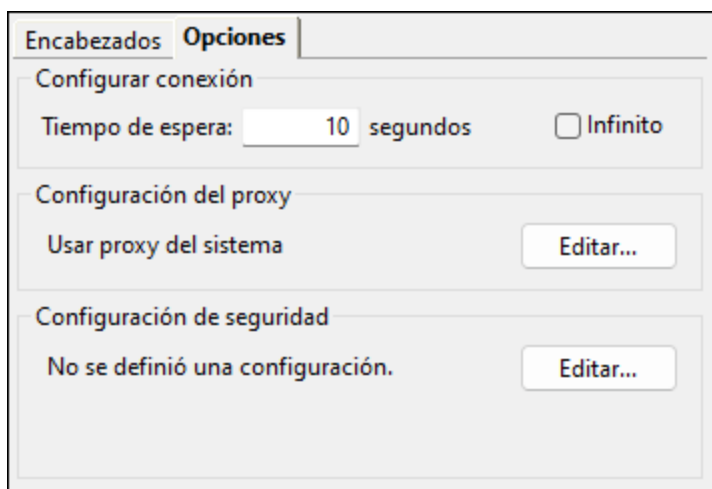 Encabezados Opciones
Configurar conexión
Tiempo de espera: 10 segundos Infinito
Configuración del proxy
Usar proxy del sistema Editar...
Configuración de seguridad
No se definió una configuración. Editar...